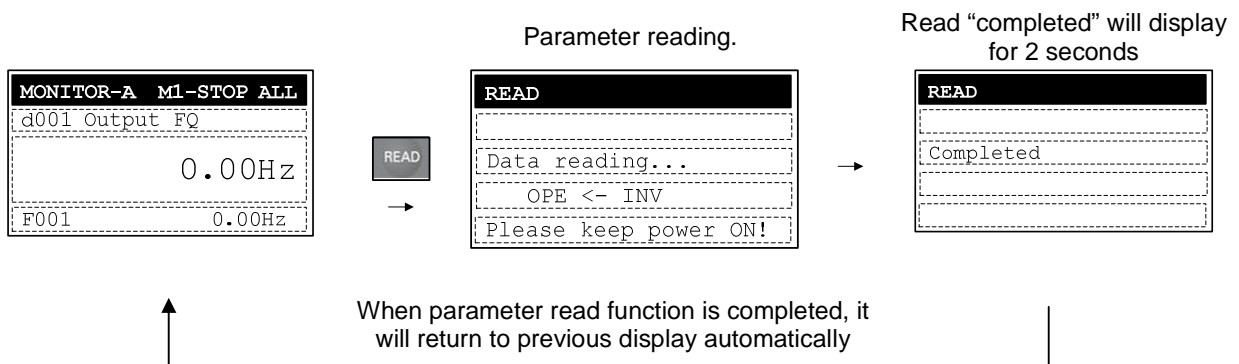 Parameter reading.
Read “completed” will display
for 2 seconds
MONITOR-A M1-STOP ALL
d001 Output FQ
0.00Hz
F001 0.00Hz
READ
READ
Data reading...
OPE <- INV
Please keep power ON!
READ
Completed
When parameter read function is completed, it
will return to previous display automatically